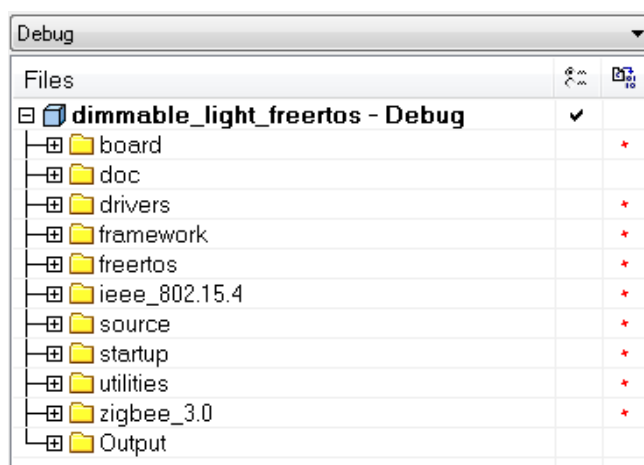 Debug
Files
dimmable_light_freertos - Debug
board
doc
drivers
framework
freertos
ieee_802.15.4
source
startup
utilities
zigbee_3.0
Output